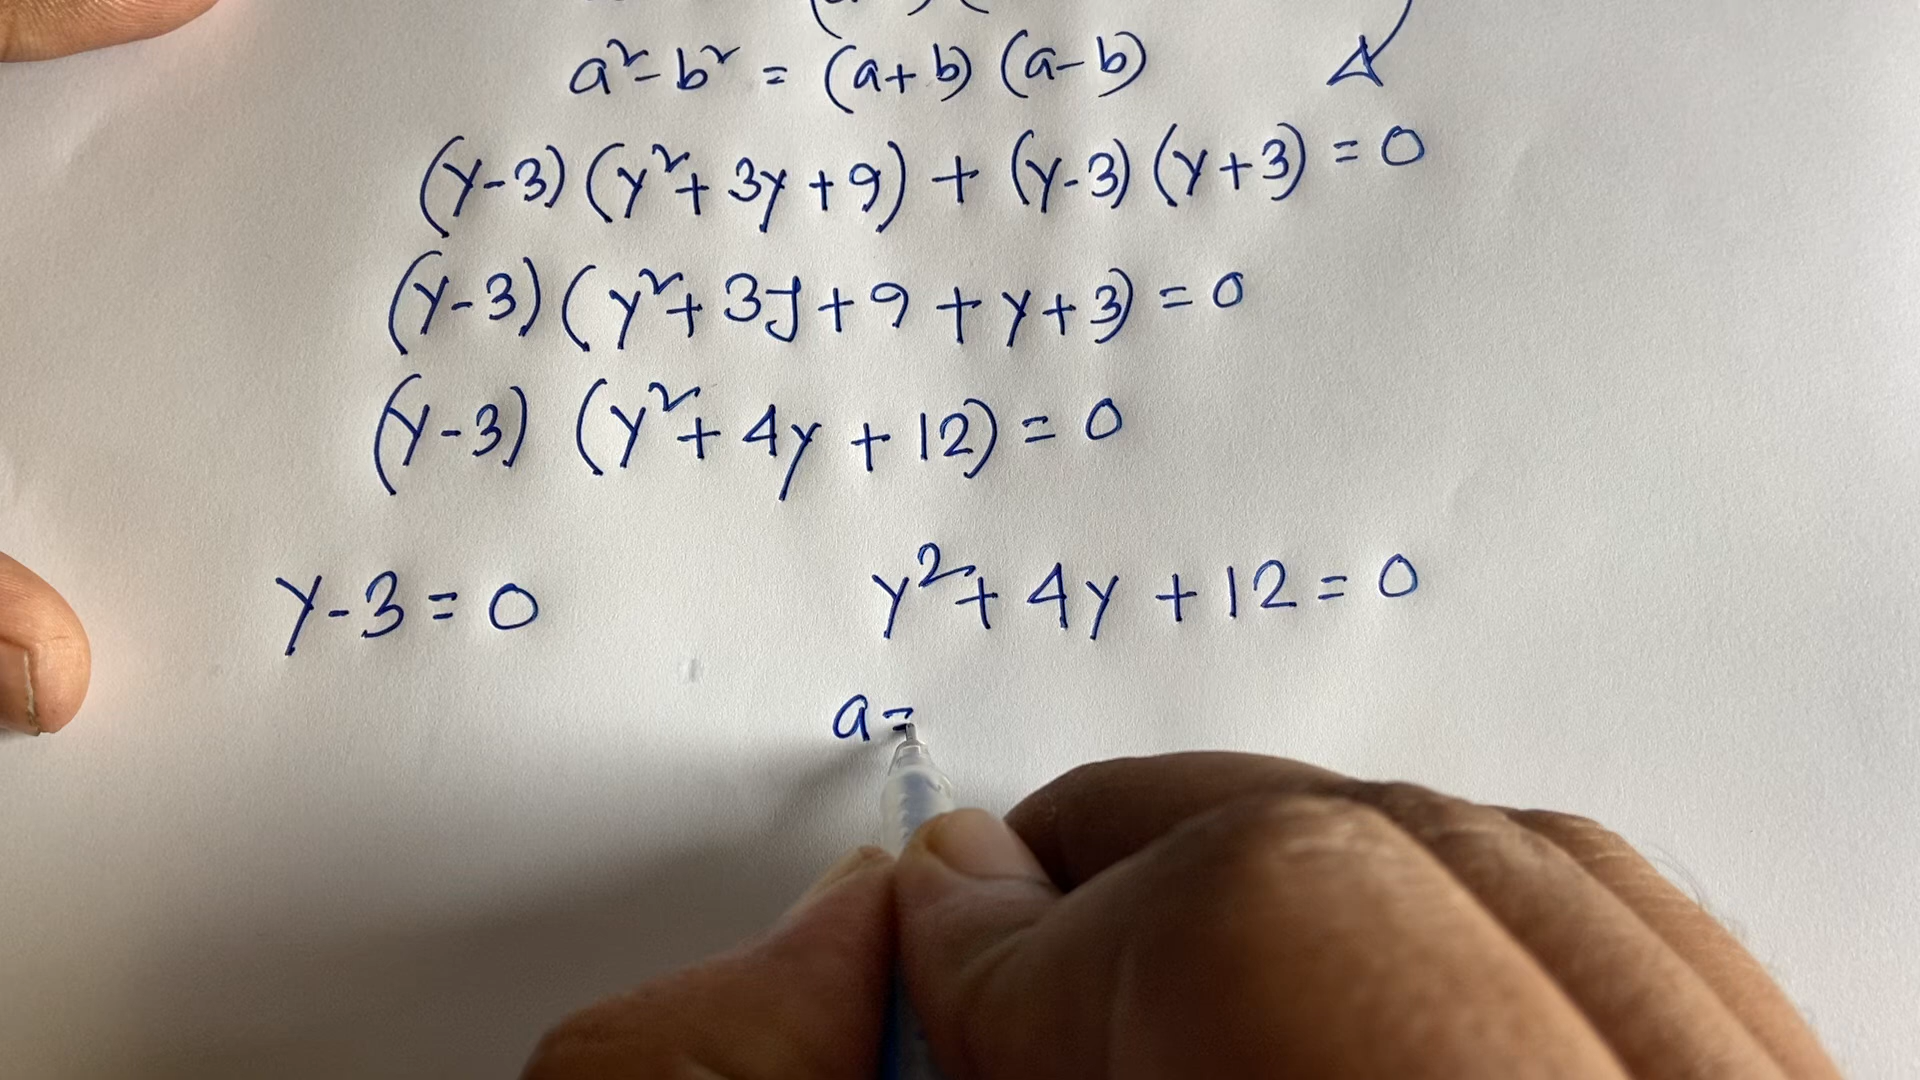 a² - b² = (a+b) (a-b)
(y-3) (y² + 3y + 9) + (y-3) (y+3) = 0
(y-3) (y² + 3y + 9 + y + 3) = 0
(y-3) (y² + 4y + 12) = 0
y-3 = 0 y² + 4y + 12 = 0
a =